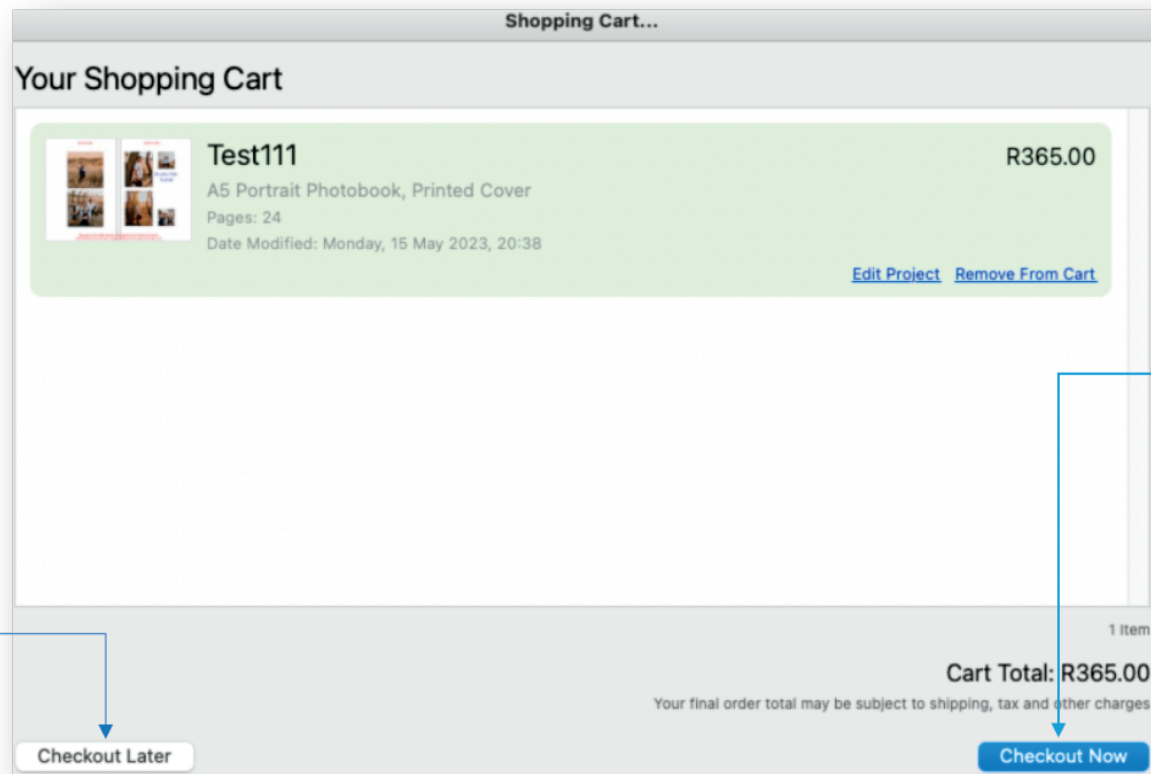 Shopping Cart...
Your Shopping Cart
Test111
R365.00
A5 Portrait Photobook, Printed Cover
Pages: 24
Date Modified: Monday, 15 May 2023, 20:38
Edit Project Remove From Cart
1 Item
Cart Total: R365.00
Your final order total may be subject to shipping, tax and other charges
Checkout Later
Checkout Now